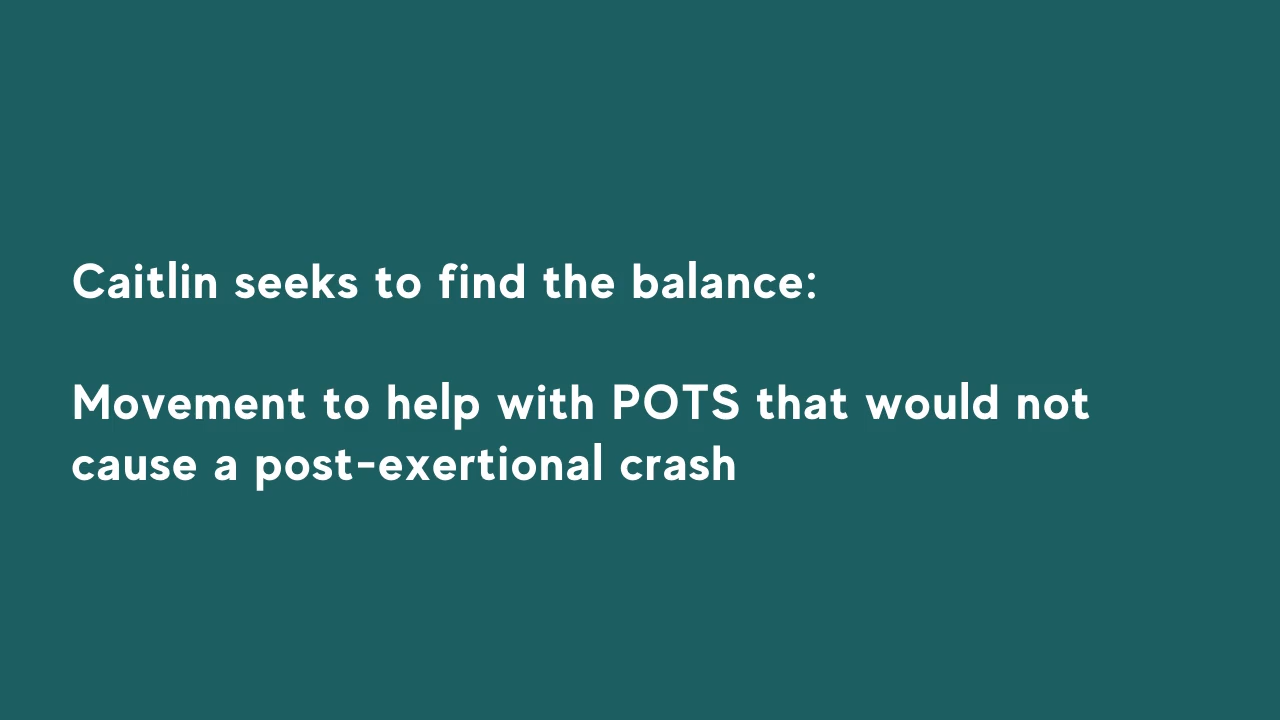 Caitlin seeks to find the balance:
Movement to help with POTS that would not
cause a post-exertional crash